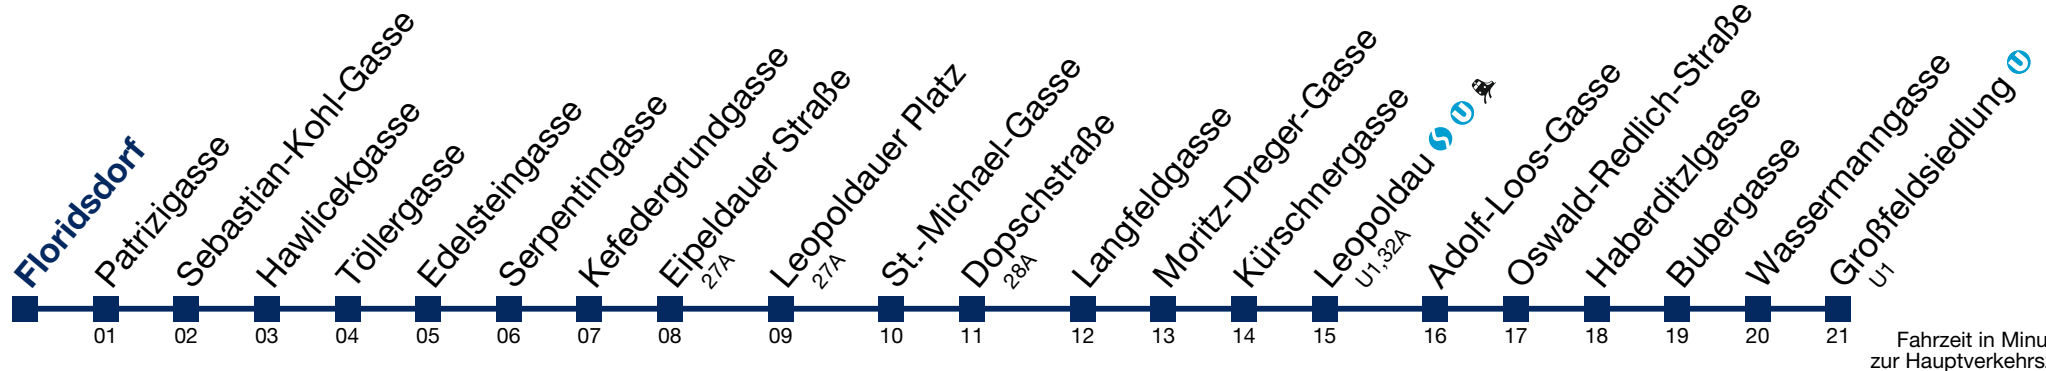 Floridsdorf
Patrizigasse
Sebastian-Kohl-Gasse
Hawlicekgasse
Töllergasse
Edelsteingasse
Serpentingasse
Kefedergrundgasse
Eipeldauer Straße
27A
Leopoldauer Platz
27A
St.-Michael-Gasse
Dopschstraße
28A
Langfeldgasse
Moritz-Dreger-Gasse
Kürschnergasse
Leopoldau S U
U1,32A
Adolf-Loos-Gasse
Oswald-Redlich-Straße
Haberditzlgasse
Bubergasse
Wassermanngasse
Großfeldsiedlung U
U1
01 02 03 04 05 06 07 08 09 10 11 12 13 14 15 16 17 18 19 20 21
Fahrzeit in Minu
zur Hauptverkehrsz